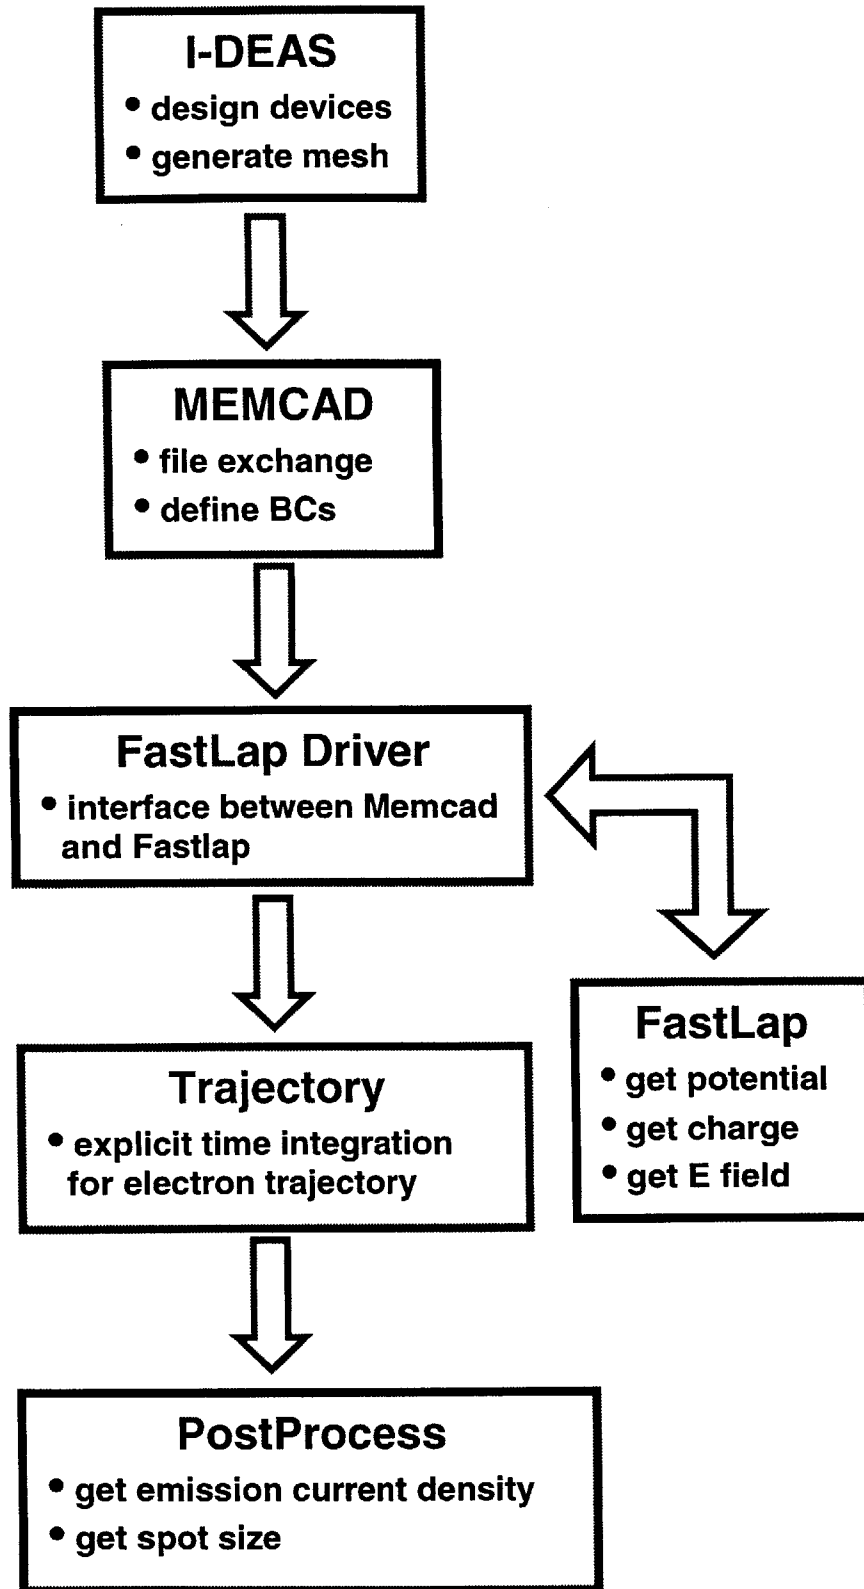 I-DEAS
• design devices
• generate mesh
MEMCAD
• file exchange
• define BCs
FastLap Driver
• interface between Memcad
and Fastlap
FastLap
• get potential
• get charge
• get E field
Trajectory
• explicit time integration
for electron trajectory
PostProcess
• get emission current density
• get spot size